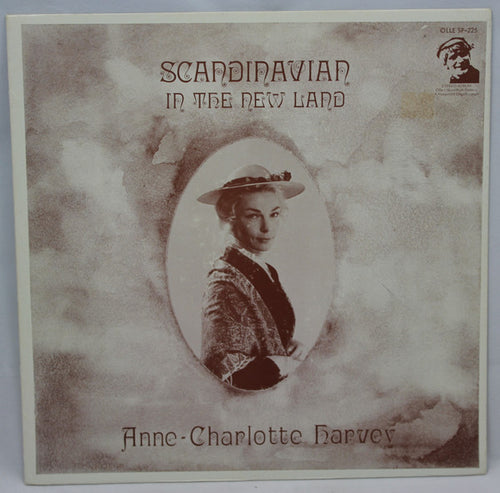 OLLE SP-225
SCANDINAVIAN
IN THE NEW LAND
Anne-Charlotte Harvey